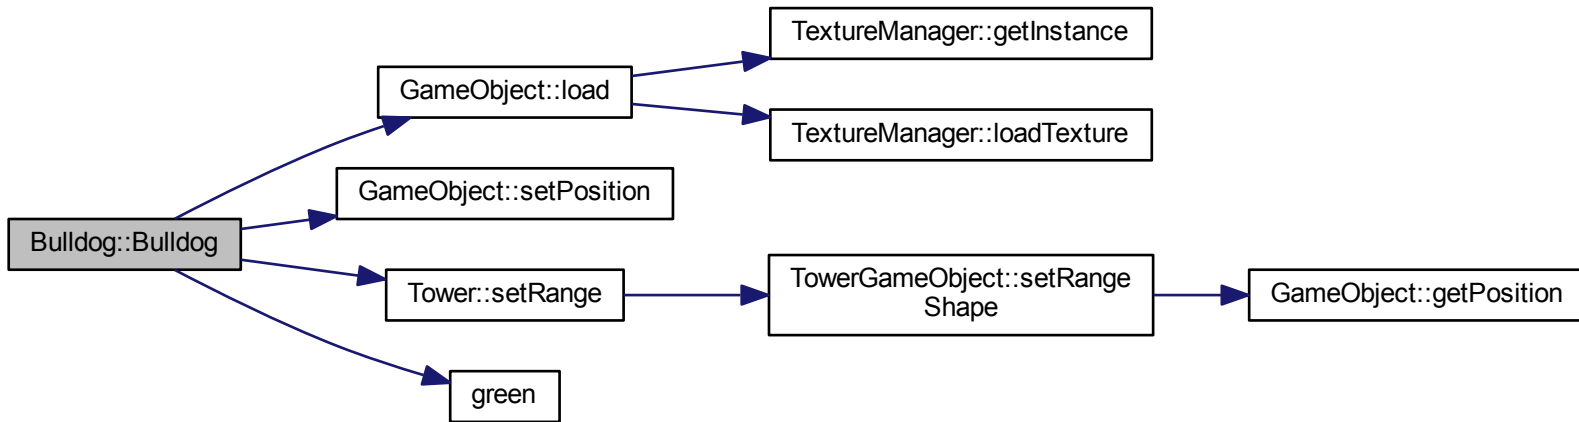 TextureManager::getInstance
GameObject::load
TextureManager::loadTexture
GameObject::setPosition
Bulldog::Bulldog
Tower::setRange
TowerGameObject::setRange
Shape
GameObject::getPosition
green